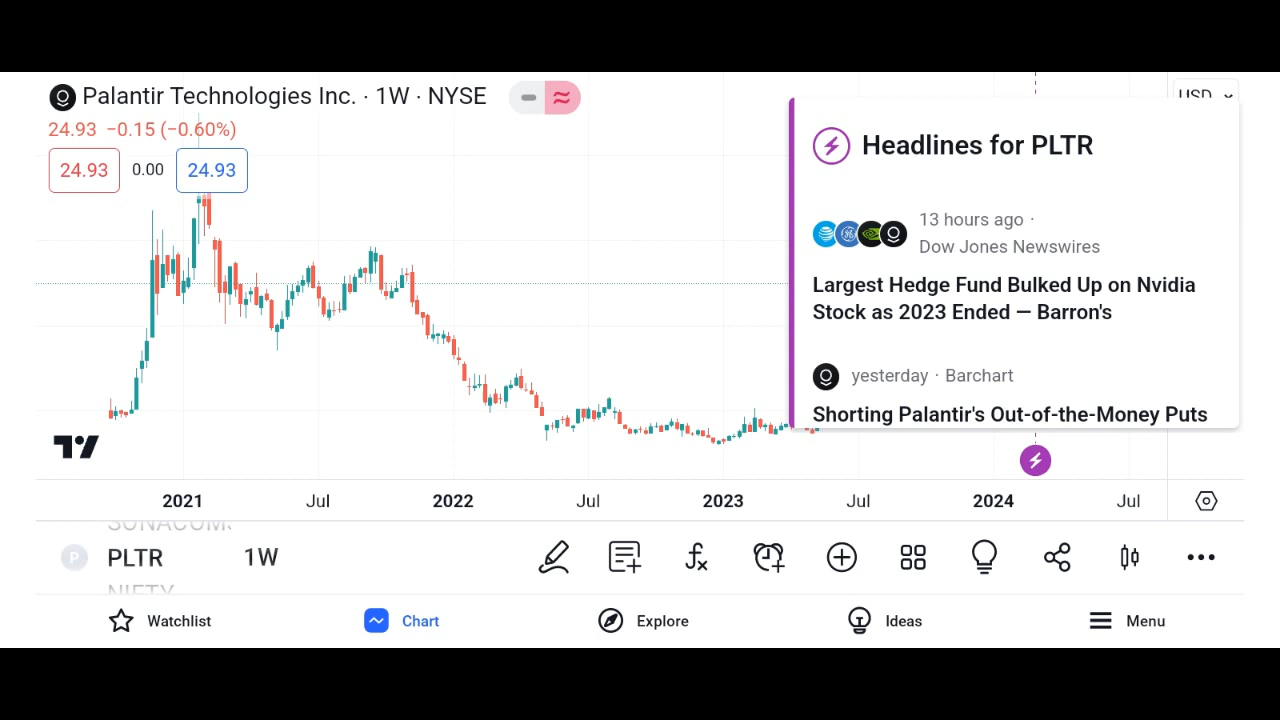 Palantir Technologies Inc. · 1W · NYSE
24.93 −0.15 (−0.60%)
24.93 0.00 24.93
USD
Headlines for PLTR
13 hours ago ·
Dow Jones Newswires
Largest Hedge Fund Bulked Up on Nvidia
Stock as 2023 Ended — Barron's
yesterday · Barchart
Shorting Palantir's Out-of-the-Money Puts
2021 Jul 2022 Jul 2023 Jul 2024 Jul
P PLTR 1W
NIFTY
Watchlist Chart Explore Ideas Menu